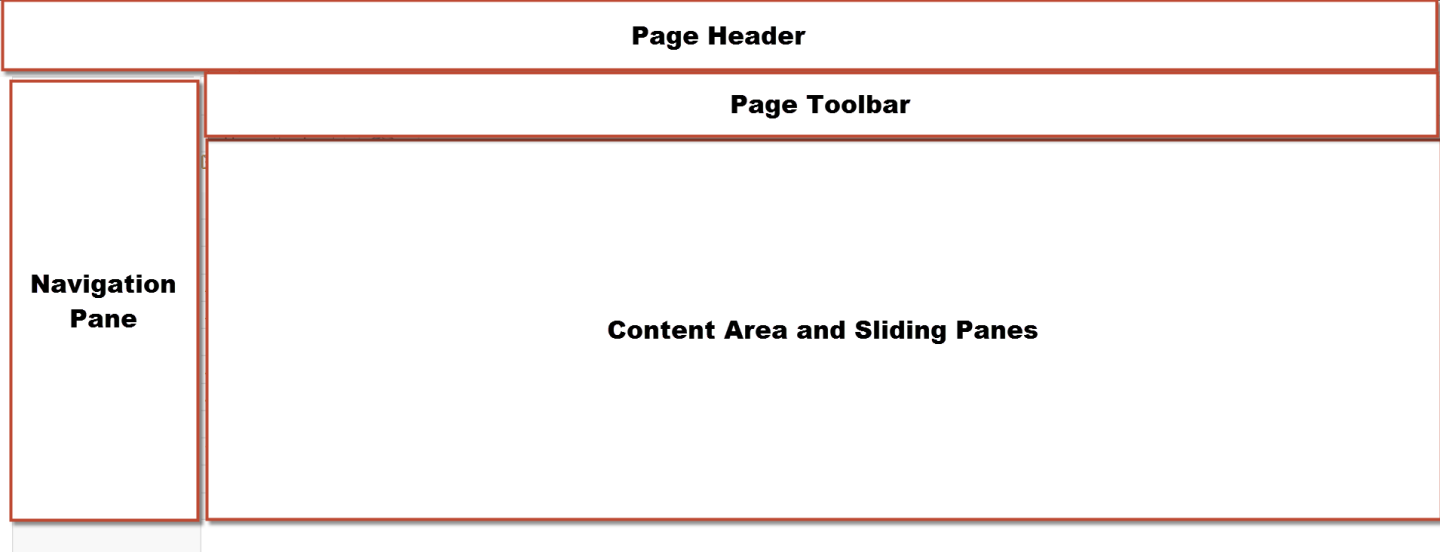 Page Header
Page Toolbar
Navigation
Pane
Content Area and Sliding Panes